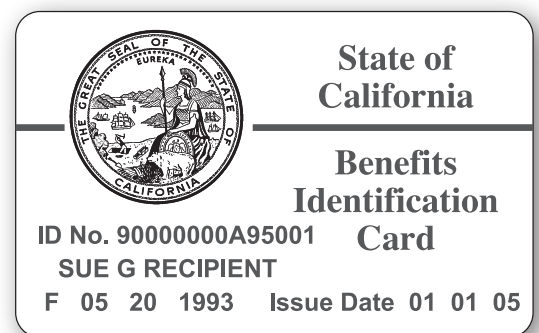 THE GREAT SEAL OF THE STATE OF CALIFORNIA
EUREKA
State of
California
Benefits
Identification
Card
ID No. 90000000A95001
SUE G RECIPIENT
F 05 20 1993 Issue Date 01 01 05